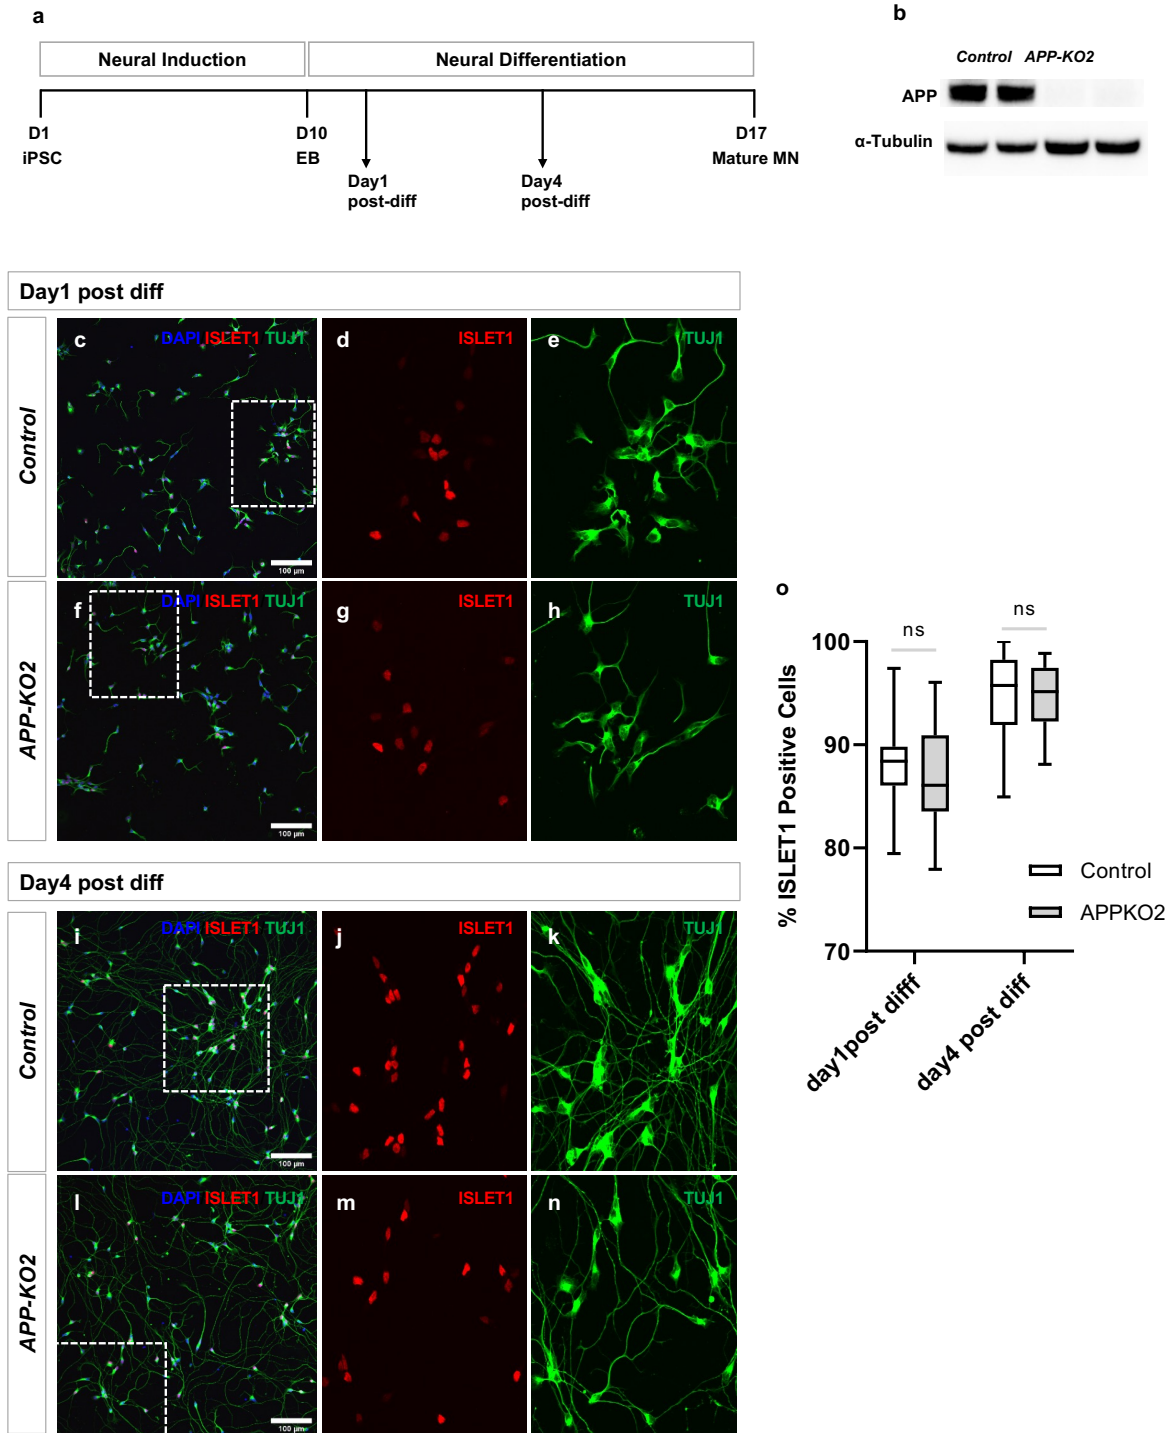 a
Neural Induction
Neural Differentiation
D1
iPSC
D10
EB
D17
Mature MN
Day1
post-diff
Day4
post-diff
b
Control APP-KO2
APP
α-Tubulin
Day1 post diff
Control
c
DAPI ISLET1 TUJ1
100 µm
d
ISLET1
e
TUJ1
APP-KO2
f
DAPI ISLET1 TUJ1
100 µm
g
ISLET1
h
TUJ1
Day4 post diff
Control
i
DAPI ISLET1 TUJ1
100 µm
j
ISLET1
k
TUJ1
APP-KO2
l
DAPI ISLET1 TUJ1
100 µm
m
ISLET1
n
TUJ1
o
% ISLET1 Positive Cells
100
90
80
70
ns
ns
Control
APPKO2
day1post difff
day4 post diff